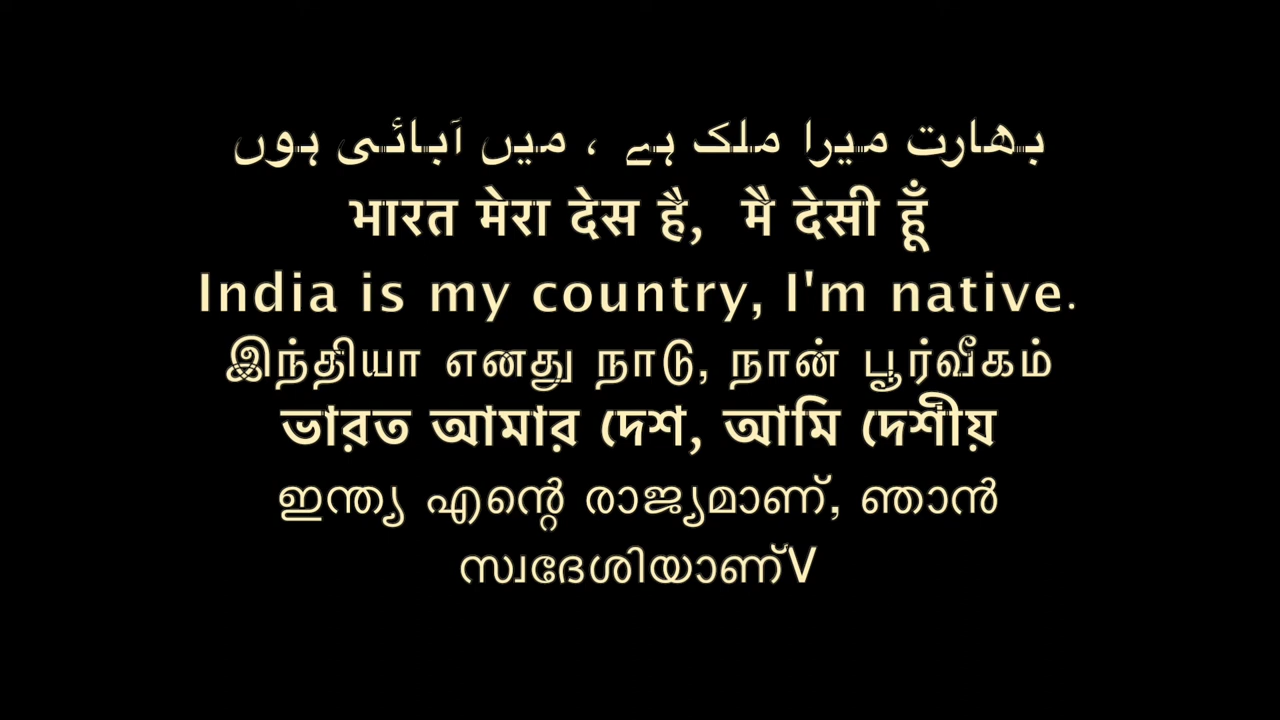 بھارت میرا ملک ہے ، میں آبائی ہوں
भारत मेरा देस है, मै देसी हूँ
India is my country, I'm native.
இந்தியா எனது நாடு, நான் பூர்வீகம்
ভারত আমার দেশ, আমি দেশীয়
ഇന്ത്യ എന്റെ രാജ്യമാണ്, ഞാൻ
സ്വദേശിയാണ്V